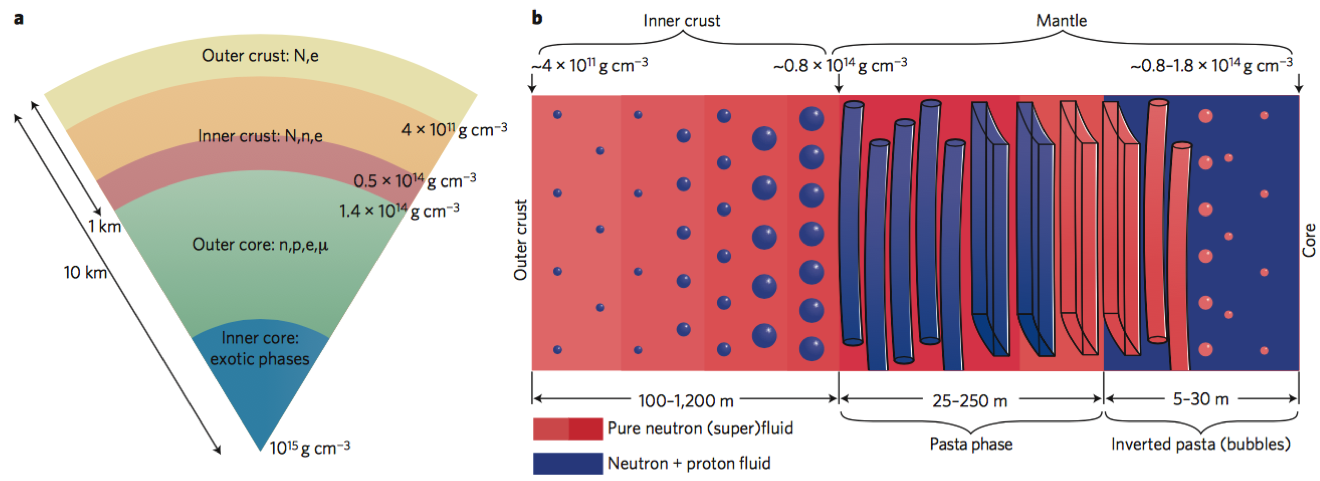 a
Outer crust: N,e
4 × 10¹¹ g cm⁻³
Inner crust: N,n,e
0.5 × 10¹⁴ g cm⁻³
1.4 × 10¹⁴ g cm⁻³
1 km
Outer core: n,p,e,μ
10 km
Inner core:
exotic phases
10¹⁵ g cm⁻³
b
Inner crust
Mantle
~4 × 10¹¹ g cm⁻³
~0.8 × 10¹⁴ g cm⁻³
~0.8–1.8 × 10¹⁴ g cm⁻³
Outer crust
Core
100–1,200 m
25–250 m
5–30 m
Pure neutron (super)fluid
Neutron + proton fluid
Pasta phase
Inverted pasta (bubbles)